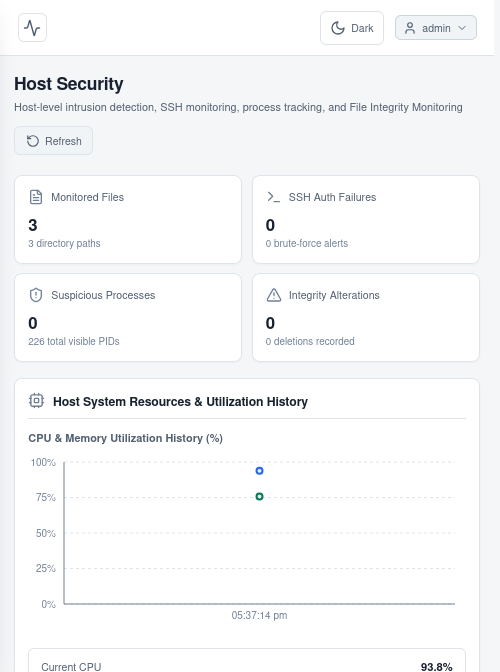 Dark
admin
Host Security
Host-level intrusion detection, SSH monitoring, process tracking, and File Integrity Monitoring
Refresh
Monitored Files
3
3 directory paths
SSH Auth Failures
0
0 brute-force alerts
Suspicious Processes
0
226 total visible PIDs
Integrity Alterations
0
0 deletions recorded
Host System Resources & Utilization History
CPU & Memory Utilization History (%)
100%
75%
50%
25%
0%
05:37:14 pm
Current CPU
93.8%